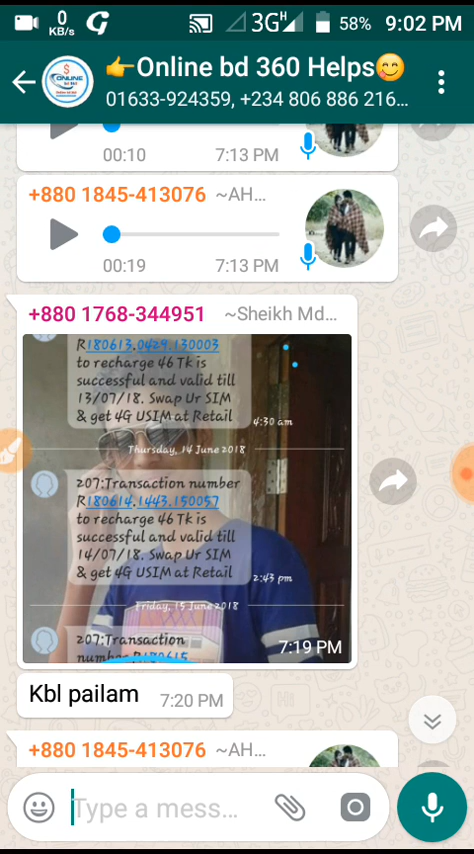 0
KB/s
G
3G H
58%
9:02 PM
👉Online bd 360 Helps😋
01633-924359, +234 806 886 216…
$
ONLINE
00:10
7:13 PM
+880 1845-413076 ~AH…
00:19
7:13 PM
+880 1768-344951 ~Sheikh Md…
R180613.0429.130003
to recharge 46 Tk is
successful and valid till
13/07/18. Swap Ur SIM
& get 4G USIM at Retail
4:30 am
Thursday, 14 June 2018
207:Transaction number
R180614.1443.150057
to recharge 46 Tk is
successful and valid till
14/07/18. Swap Ur SIM
& get 4G USIM at Retail
2:43 pm
Friday, 15 June 2018
207:Transaction
number R180615
7:19 PM
Kbl pailam
7:20 PM
+880 1845-413076 ~AH…
Type a mess…